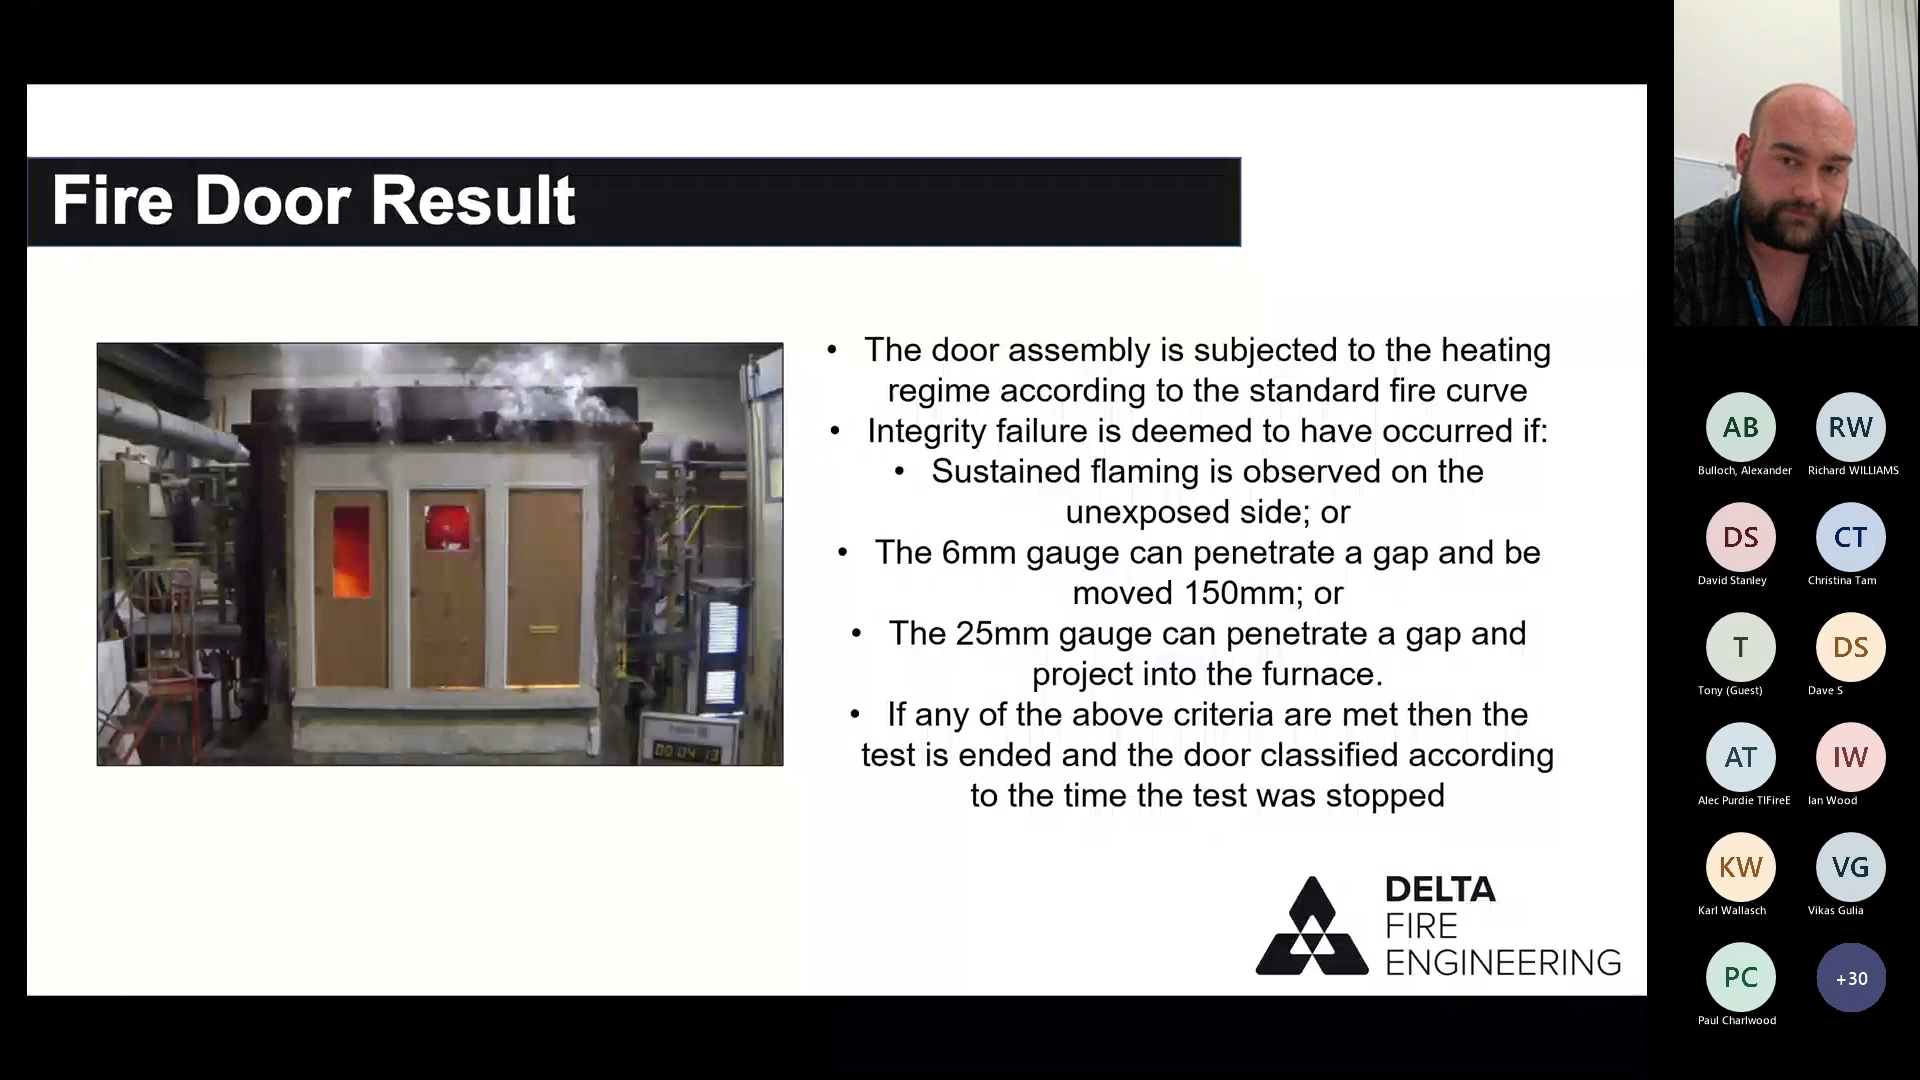 Fire Door Result
• The door assembly is subjected to the heating
regime according to the standard fire curve
• Integrity failure is deemed to have occurred if:
• Sustained flaming is observed on the
unexposed side; or
• The 6mm gauge can penetrate a gap and be
moved 150mm; or
• The 25mm gauge can penetrate a gap and
project into the furnace.
• If any of the above criteria are met then the
test is ended and the door classified according
to the time the test was stopped
DELTA
FIRE
ENGINEERING
AB
Bulloch, Alexander
RW
Richard WILLIAMS
DS
David Stanley
CT
Christina Tam
T
Tony (Guest)
DS
Dave S
AT
Alec Purdie TIFireE
IW
Ian Wood
KW
Karl Wallasch
VG
Vikas Gulia
PC
Paul Charlwood
+30